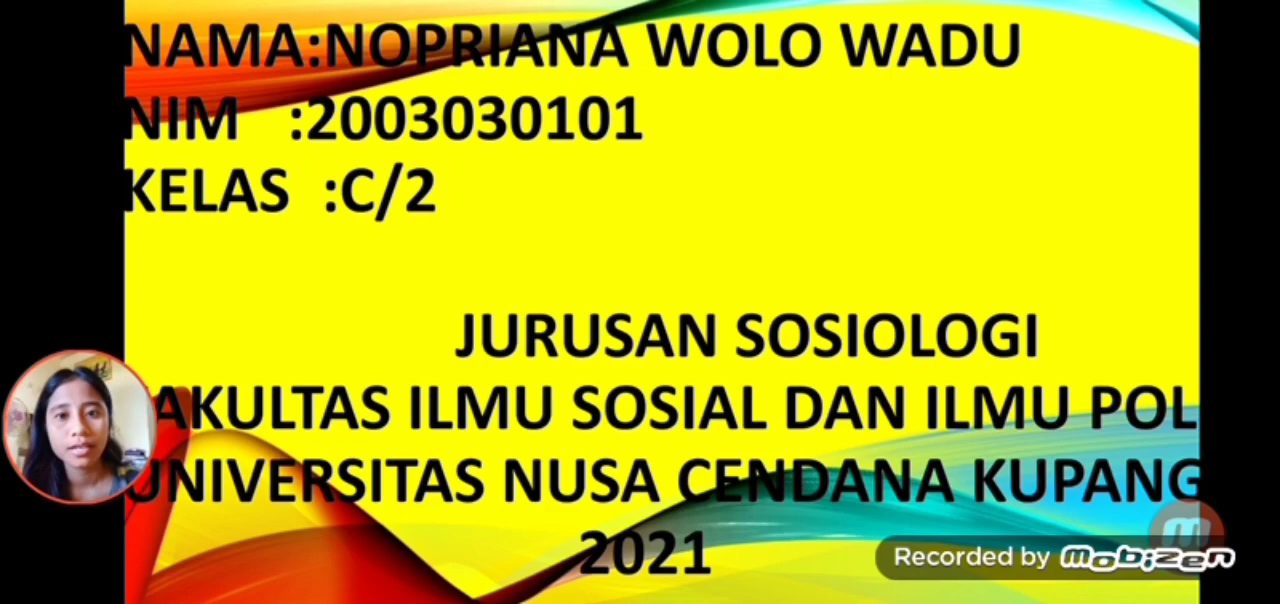 NAMA:NOPRIANA WOLO WADU
NIM :2003030101
KELAS :C/2
JURUSAN SOSIOLOGI
AKULTAS ILMU SOSIAL DAN ILMU POL
UNIVERSITAS NUSA CENDANA KUPANG
2021
Recorded by mobizen